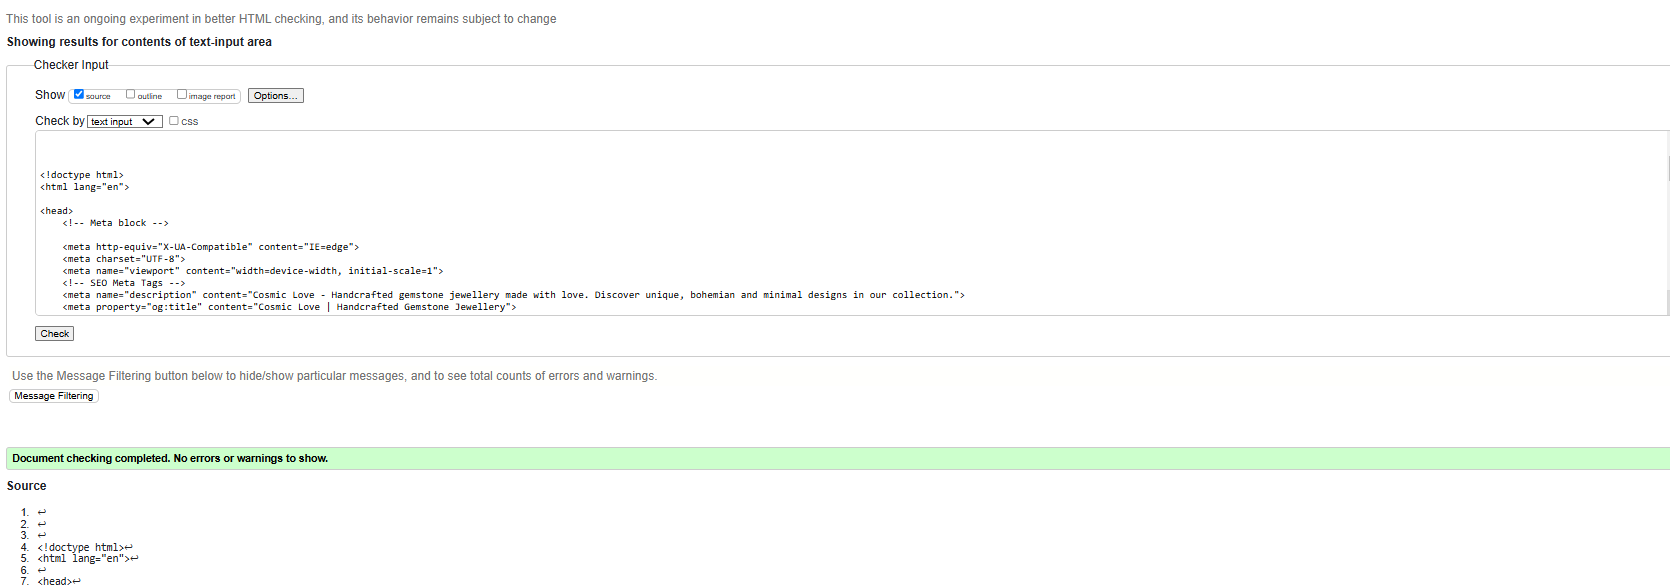 This tool is an ongoing experiment in better HTML checking, and its behavior remains subject to change
Showing results for contents of text-input area
Checker Input
Show source outline image report Options...
Check by text input css
<!doctype html>
<html lang="en">
<head>
<!-- Meta block -->
<meta http-equiv="X-UA-Compatible" content="IE=edge">
<meta charset="UTF-8">
<meta name="viewport" content="width=device-width, initial-scale=1">
<!-- SEO Meta Tags -->
<meta name="description" content="Cosmic Love - Handcrafted gemstone jewellery made with love. Discover unique, bohemian and minimal designs in our collection.">
<meta property="og:title" content="Cosmic Love | Handcrafted Gemstone Jewellery">
Check
Use the Message Filtering button below to hide/show particular messages, and to see total counts of errors and warnings.
Message Filtering
Document checking completed. No errors or warnings to show.
Source
1. ↩
2. ↩
3. ↩
4. <!doctype html>↩
5. <html lang="en">↩
6. ↩
7. <head>↩